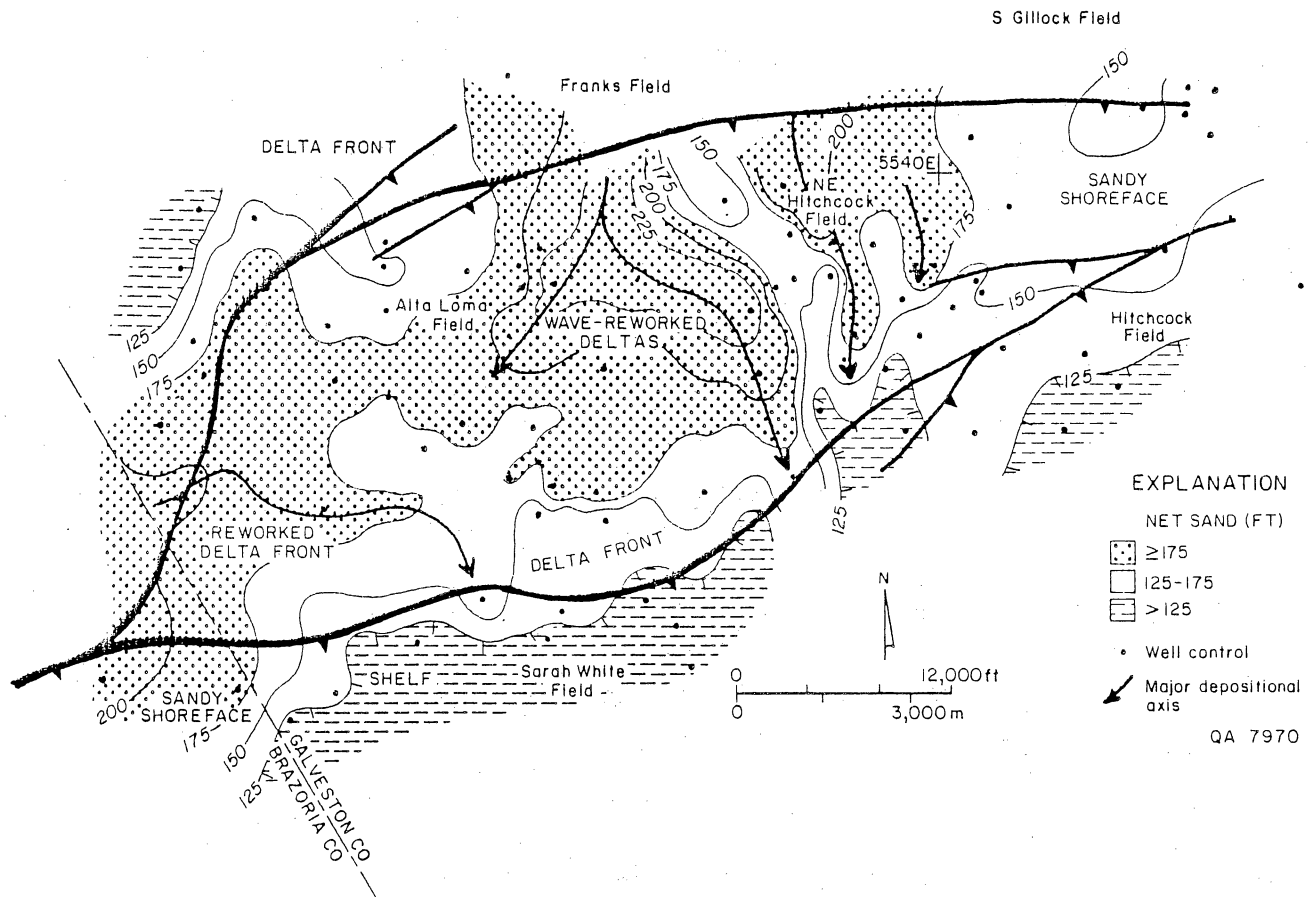 S Gillock Field
Franks Field
150
DELTA FRONT
200
150
175
200
225
5540E
NE
Hitchcock
Field
SANDY
SHOREFACE
175
Alta Loma
Field
WAVE-REWORKED
DELTAS
150
Hitchcock
Field
125
150
175
125
REWORKED
DELTA FRONT
DELTA FRONT
125
EXPLANATION
NET SAND (FT)
≥175
125-175
>125
Well control
Major depositional
axis
QA 7970
N
0 12,000 ft
0 3,000 m
SHELF
Sarah White
Field
SANDY
SHOREFACE
200
175
150
125
GALVESTON CO
BRAZORIA CO